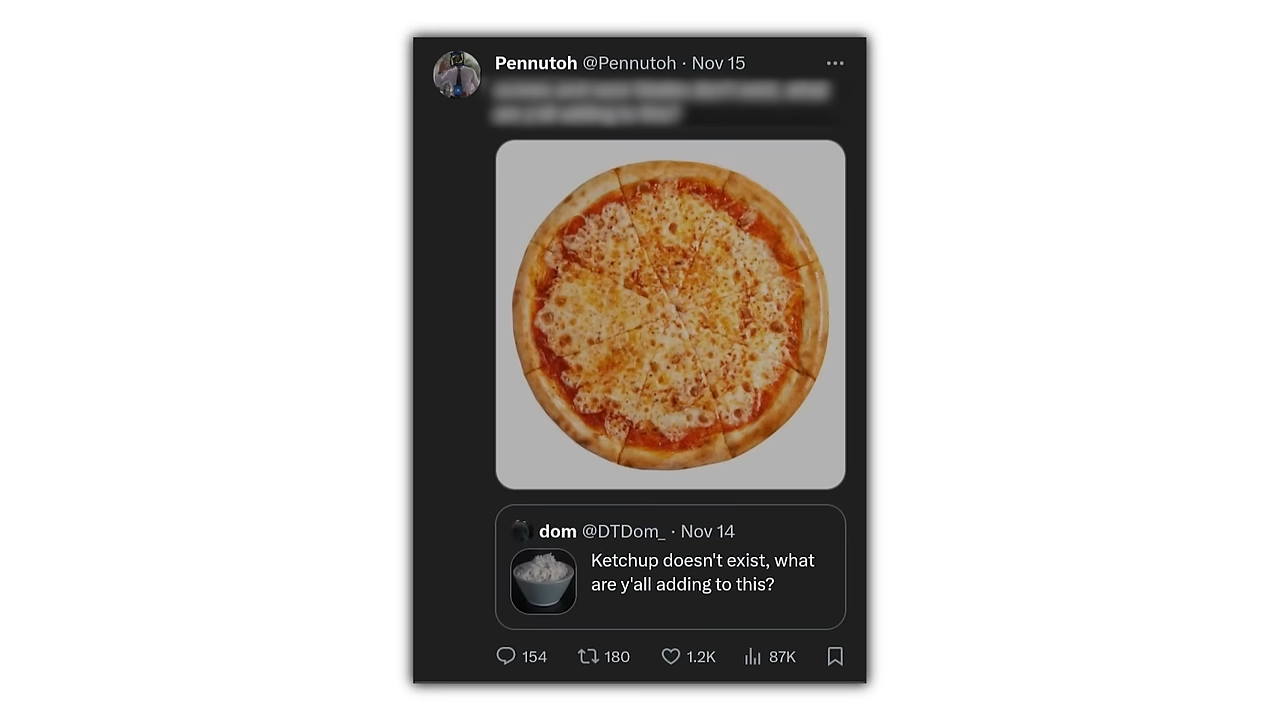 Pennutoh @Pennutoh · Nov 15
dom @DTDom_ · Nov 14
Ketchup doesn't exist, what
are y'all adding to this?
154 180 1.2K 87K